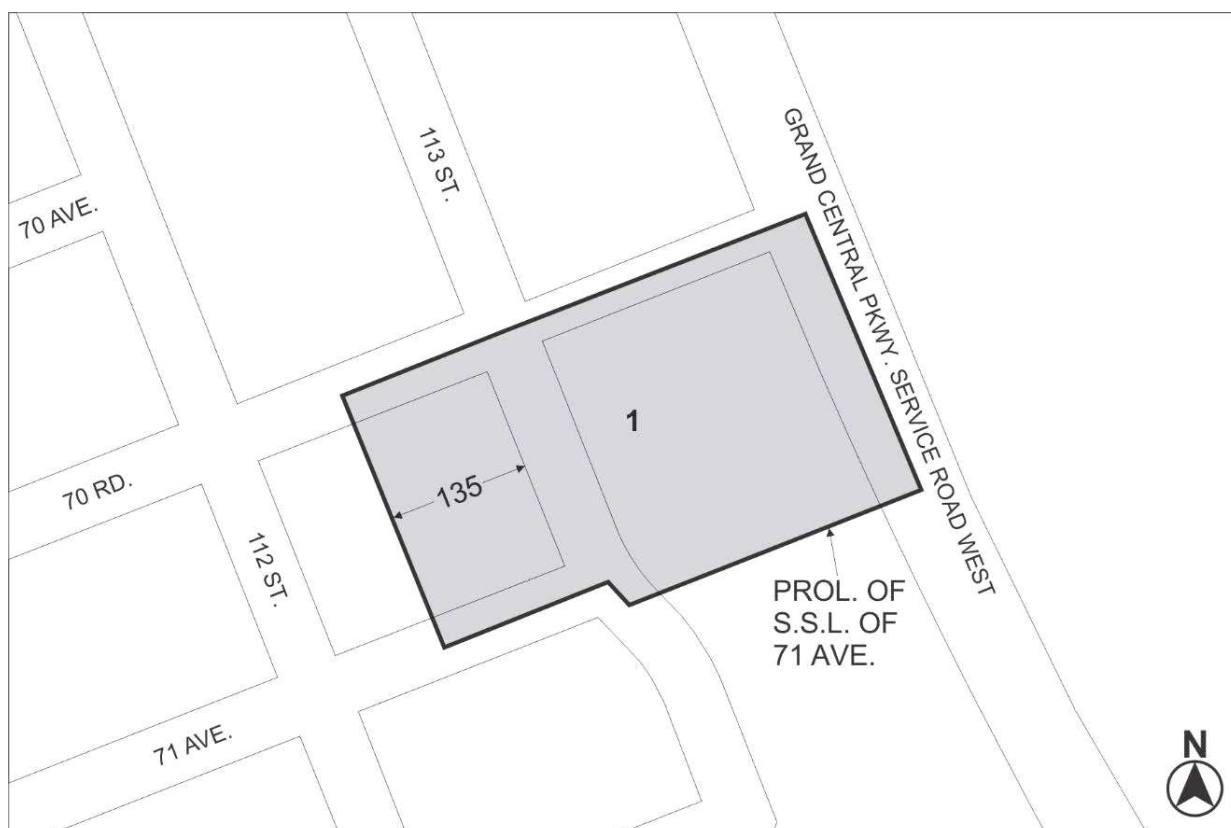 113 ST.
GRAND CENTRAL PKWY. SERVICE ROAD WEST
70 AVE.
1
135
70 RD.
112 ST.
PROL. OF
S.S.L. OF
71 AVE.
71 AVE.
N